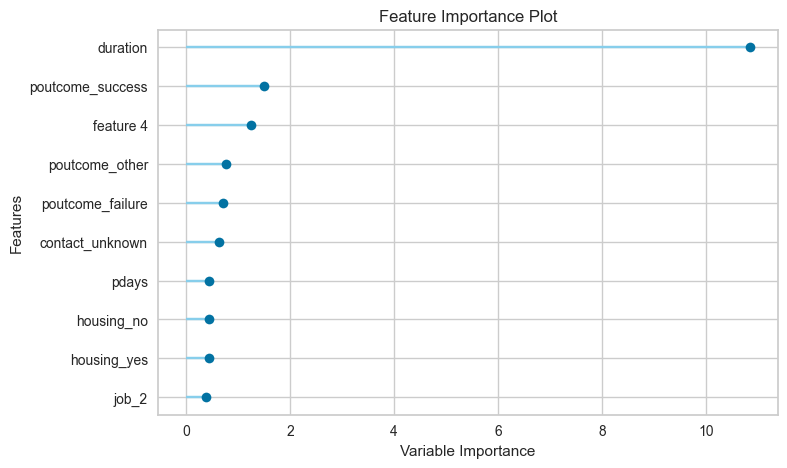 Feature Importance Plot
duration
poutcome_success
feature 4
poutcome_other
poutcome_failure
contact_unknown
pdays
housing_no
housing_yes
job_2
Features
0 2 4 6 8 10
Variable Importance